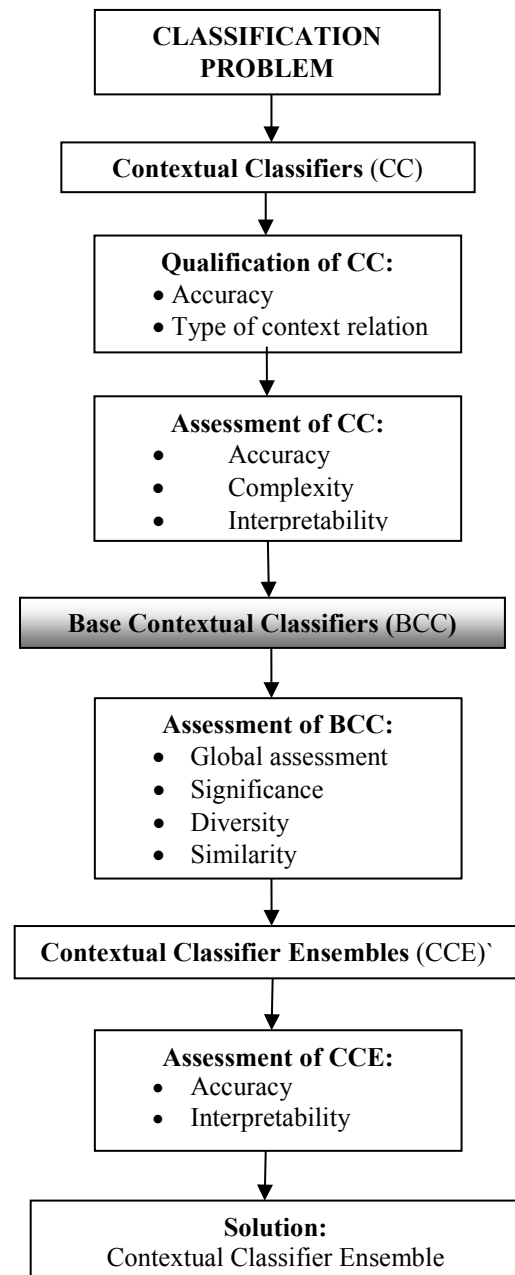 CLASSIFICATION
PROBLEM
Contextual Classifiers (CC)
Qualification of CC:
• Accuracy
• Type of context relation
Assessment of CC:
• Accuracy
• Complexity
• Interpretability
Base Contextual Classifiers (BCC)
Assessment of BCC:
• Global assessment
• Significance
• Diversity
• Similarity
Contextual Classifier Ensembles (CCE)`
Assessment of CCE:
• Accuracy
• Interpretability
Solution:
Contextual Classifier Ensemble